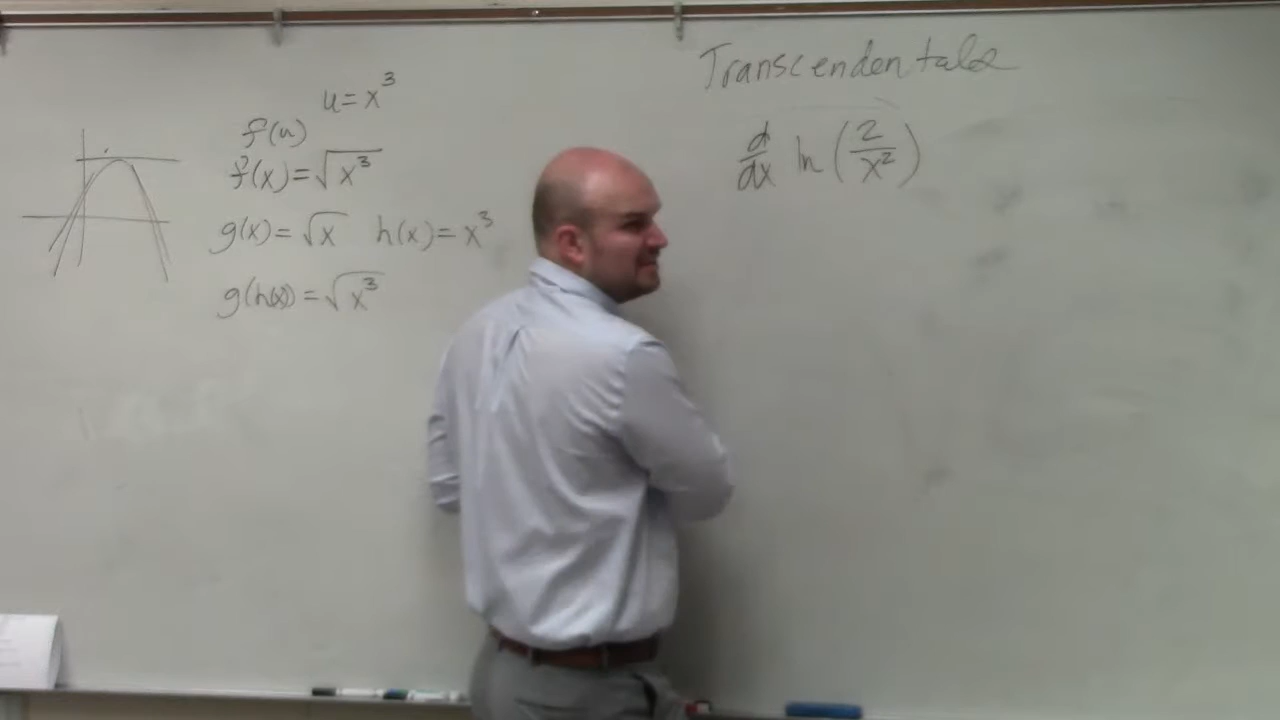 u = x³
f(u)
f(x) = √x³
g(x) = √x h(x) = x³
g(h(x)) = √x³
Transcendentals
d/dx ln(2/x²)